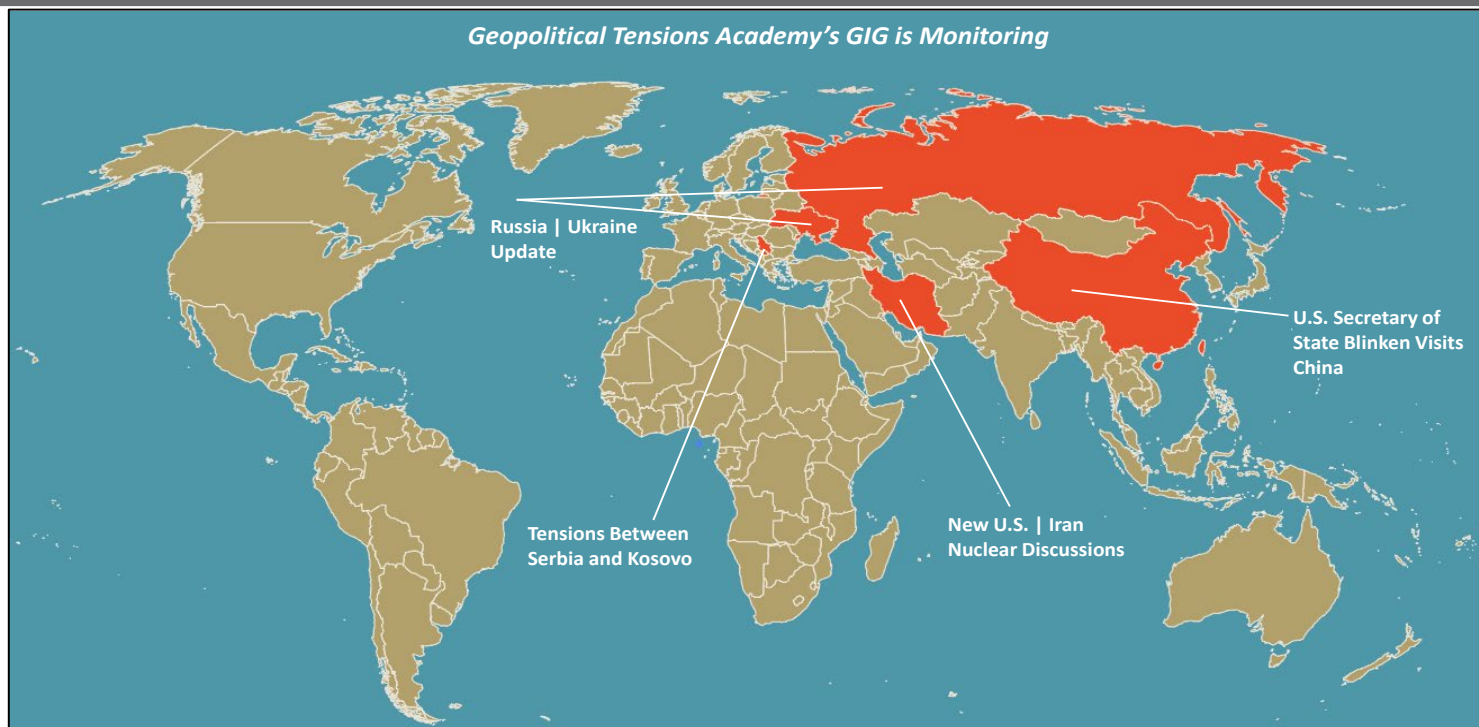 Geopolitical Tensions Academy’s GIG is Monitoring
Russia | Ukraine
Update
U.S. Secretary of
State Blinken Visits
China
Tensions Between
Serbia and Kosovo
New U.S. | Iran
Nuclear Discussions